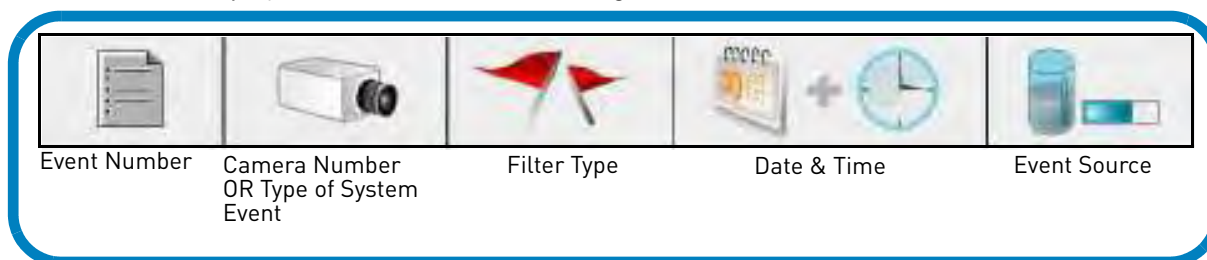 Event Number
Camera Number
OR Type of System
Event
Filter Type
Date & Time
Event Source